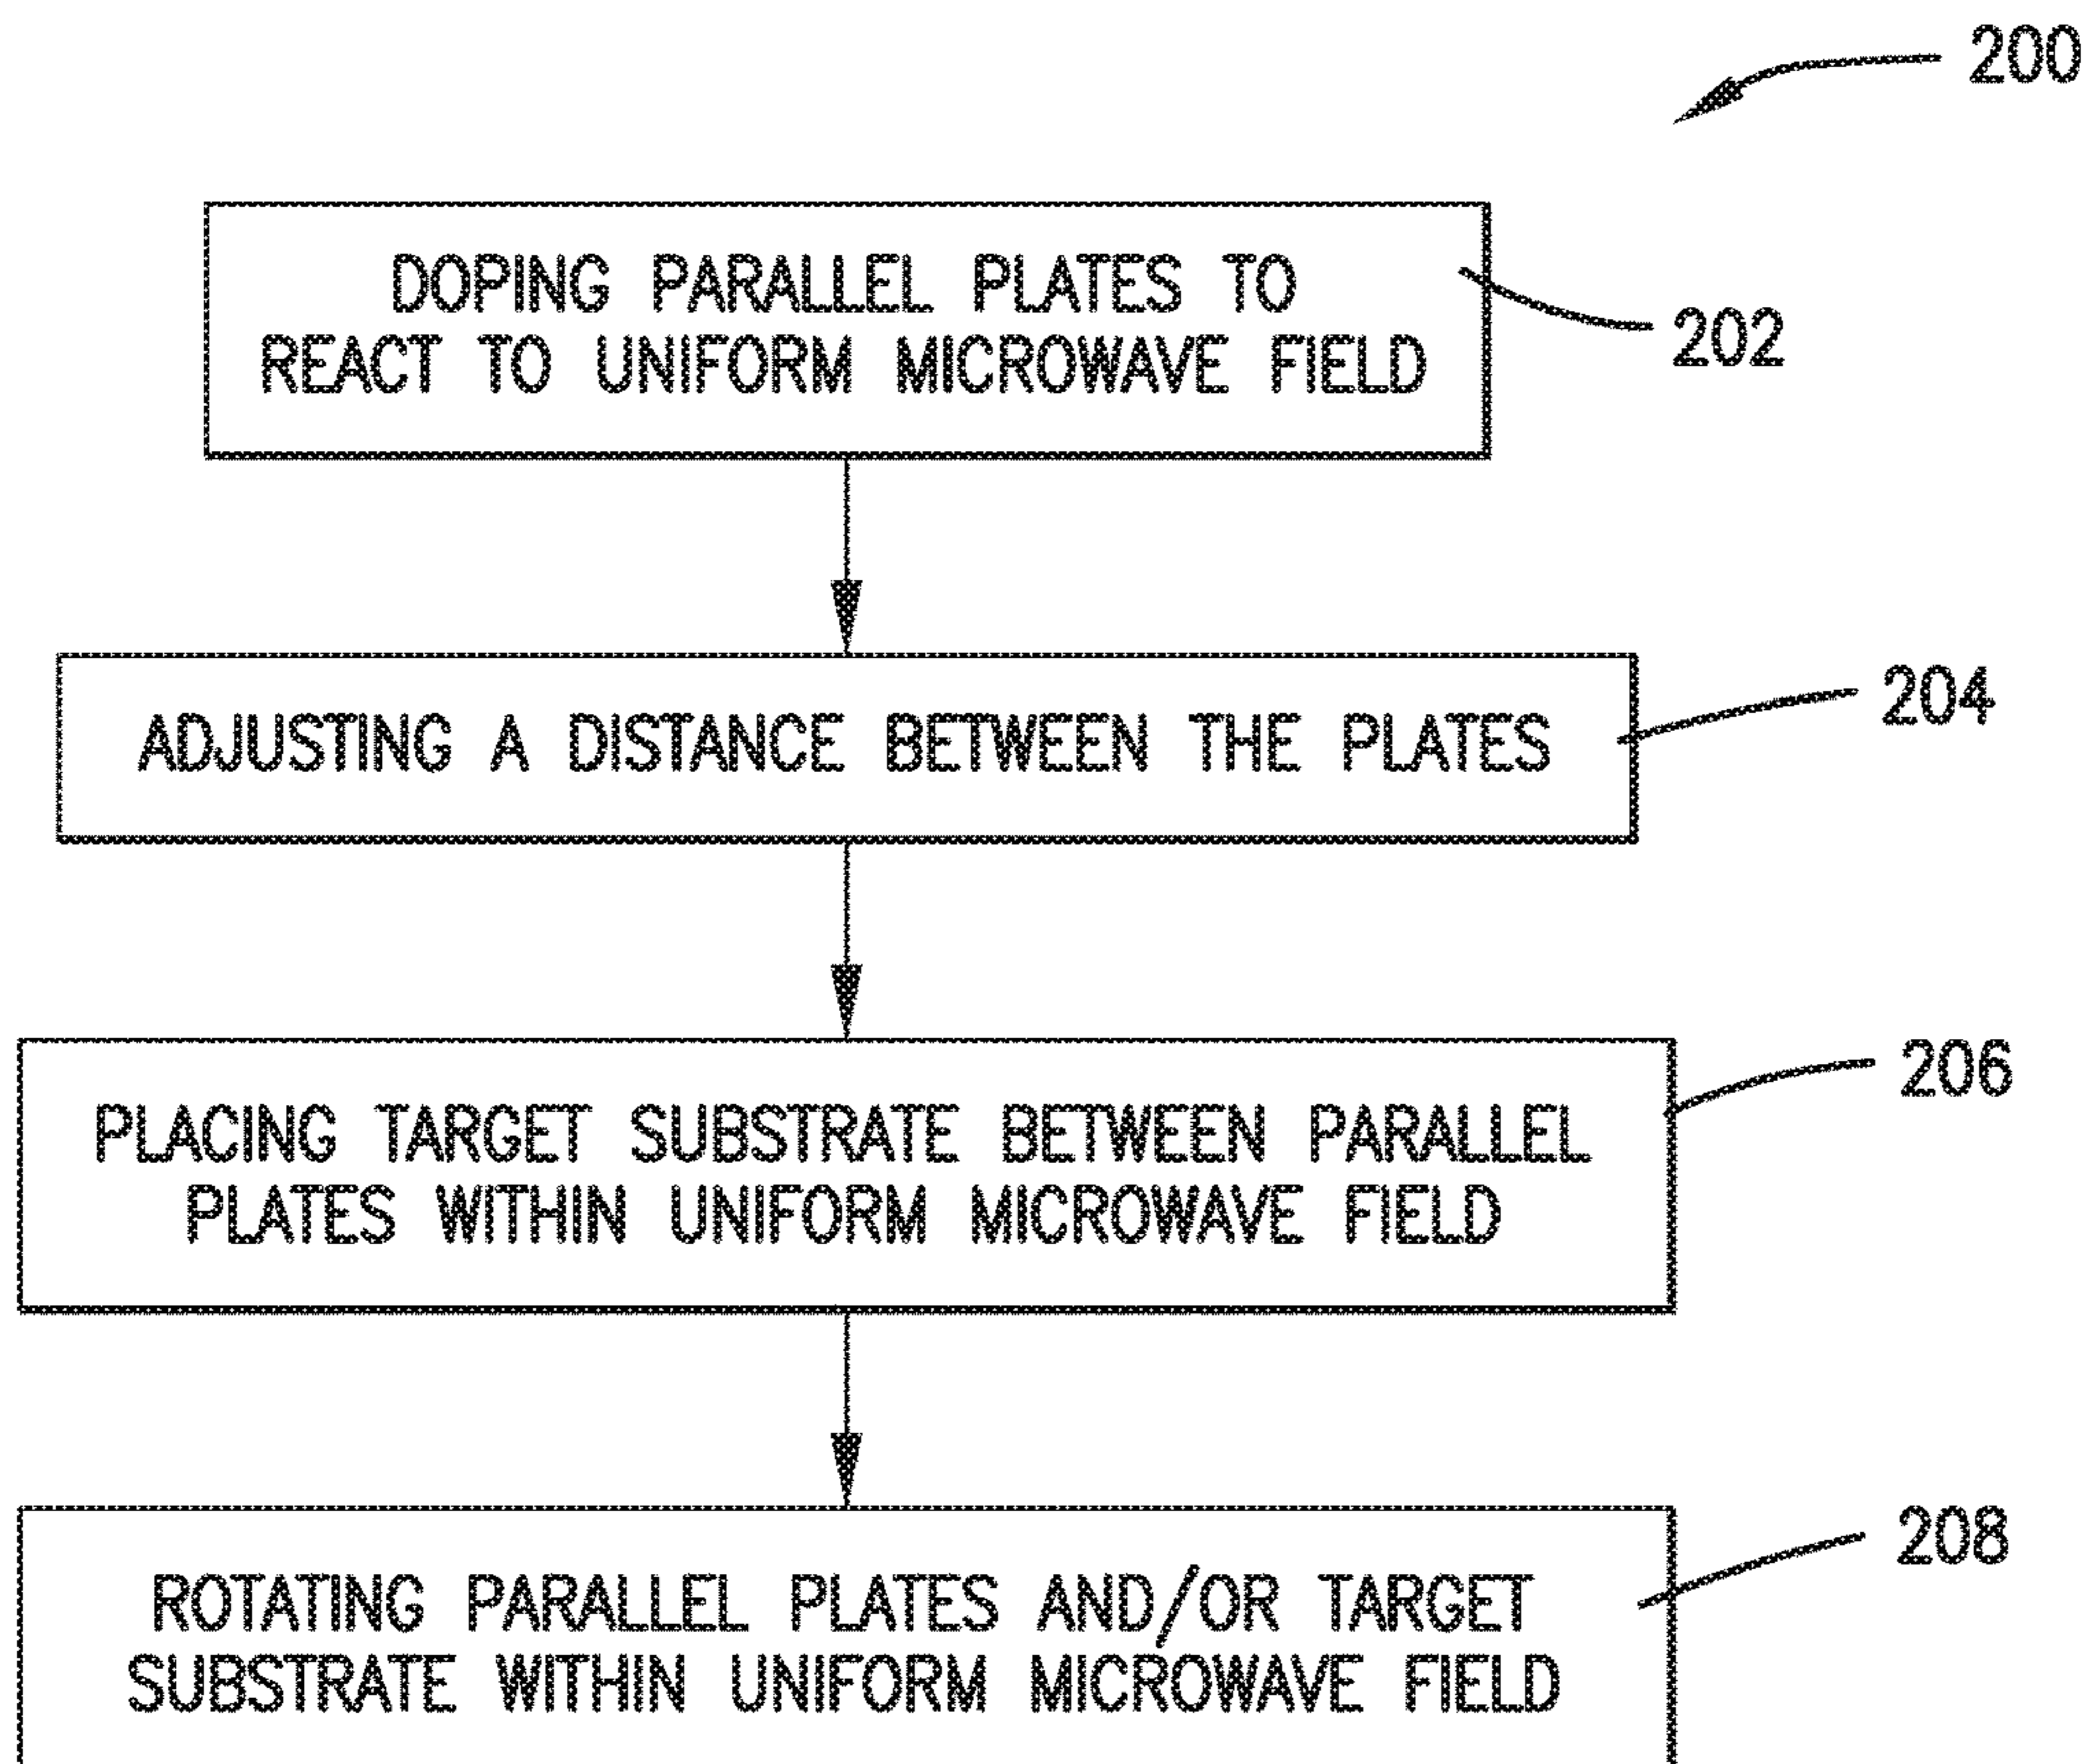 200
DOPING PARALLEL PLATES TO
REACT TO UNIFORM MICROWAVE FIELD
202
ADJUSTING A DISTANCE BETWEEN THE PLATES
204
PLACING TARGET SUBSTRATE BETWEEN PARALLEL
PLATES WITHIN UNIFORM MICROWAVE FIELD
206
ROTATING PARALLEL PLATES AND/OR TARGET
SUBSTRATE WITHIN UNIFORM MICROWAVE FIELD
208